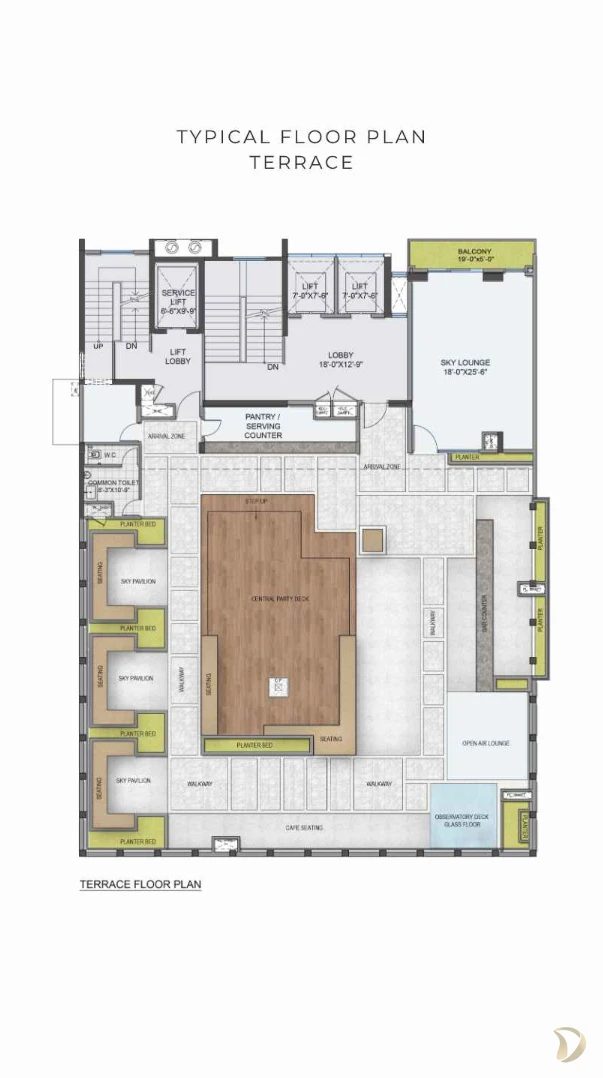 TYPICAL FLOOR PLAN
TERRACE
BALCONY
19'-0"x5'-0"
SERVICE
LIFT
6'-6"X9'-9"
LIFT
7'-0"X7'-6"
LIFT
7'-0"X7'-6"
UP
DN
LIFT
LOBBY
DN
LOBBY
18'-0"X12'-9"
SKY LOUNGE
18'-0"X25'-6"
PANTRY /
SERVING
COUNTER
ARRIVAL ZONE
ARRIVAL ZONE
W.C
PLANTER
COMMON TOILET
STEP UP
PLANTER BED
SEATING
SKY PAVILION
CENTRAL PARTY DECK
PLANTER
BAR COUNTER
WALKWAY
PLANTER
PLANTER BED
SEATING
SKY PAVILION
WALKWAY
SEATING
PLANTER BED
SEATING
PLANTER BED
OPEN AIR LOUNGE
SEATING
SKY PAVILION
WALKWAY
WALKWAY
OBSERVATORY DECK
GLASS FLOOR
PLANTER
CAFE SEATING
PLANTER BED
TERRACE FLOOR PLAN